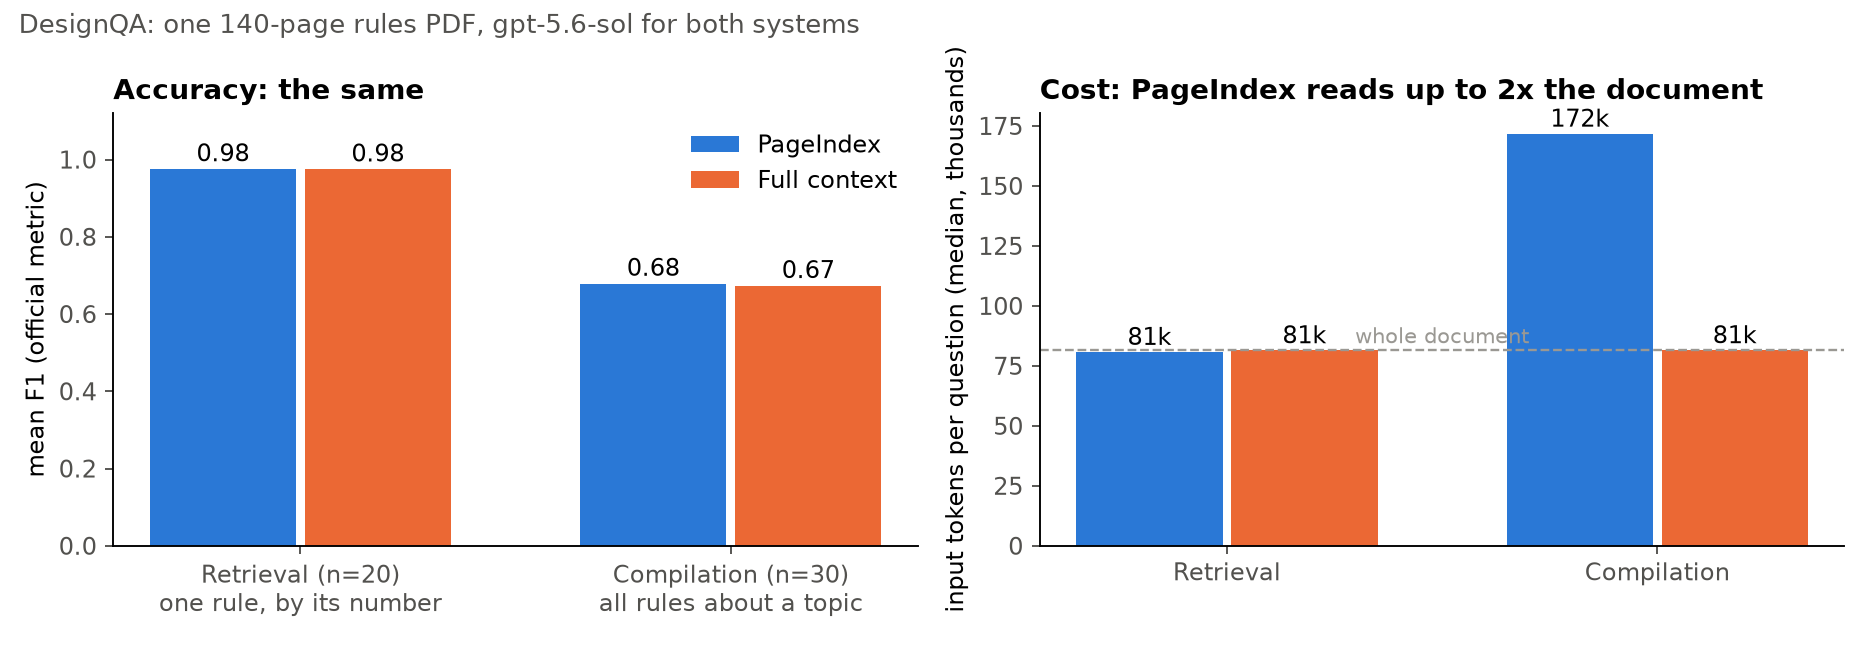 DesignQA: one 140-page rules PDF, gpt-5.6-sol for both systems
Accuracy: the same
mean F1 (official metric)
1.0
0.8
0.6
0.4
0.2
0.0
0.98
0.98
0.68
0.67
PageIndex
Full context
Retrieval (n=20)
one rule, by its number
Compilation (n=30)
all rules about a topic
Cost: PageIndex reads up to 2x the document
input tokens per question (median, thousands)
175
150
125
100
75
50
25
0
81k
81k
whole document
172k
81k
Retrieval
Compilation